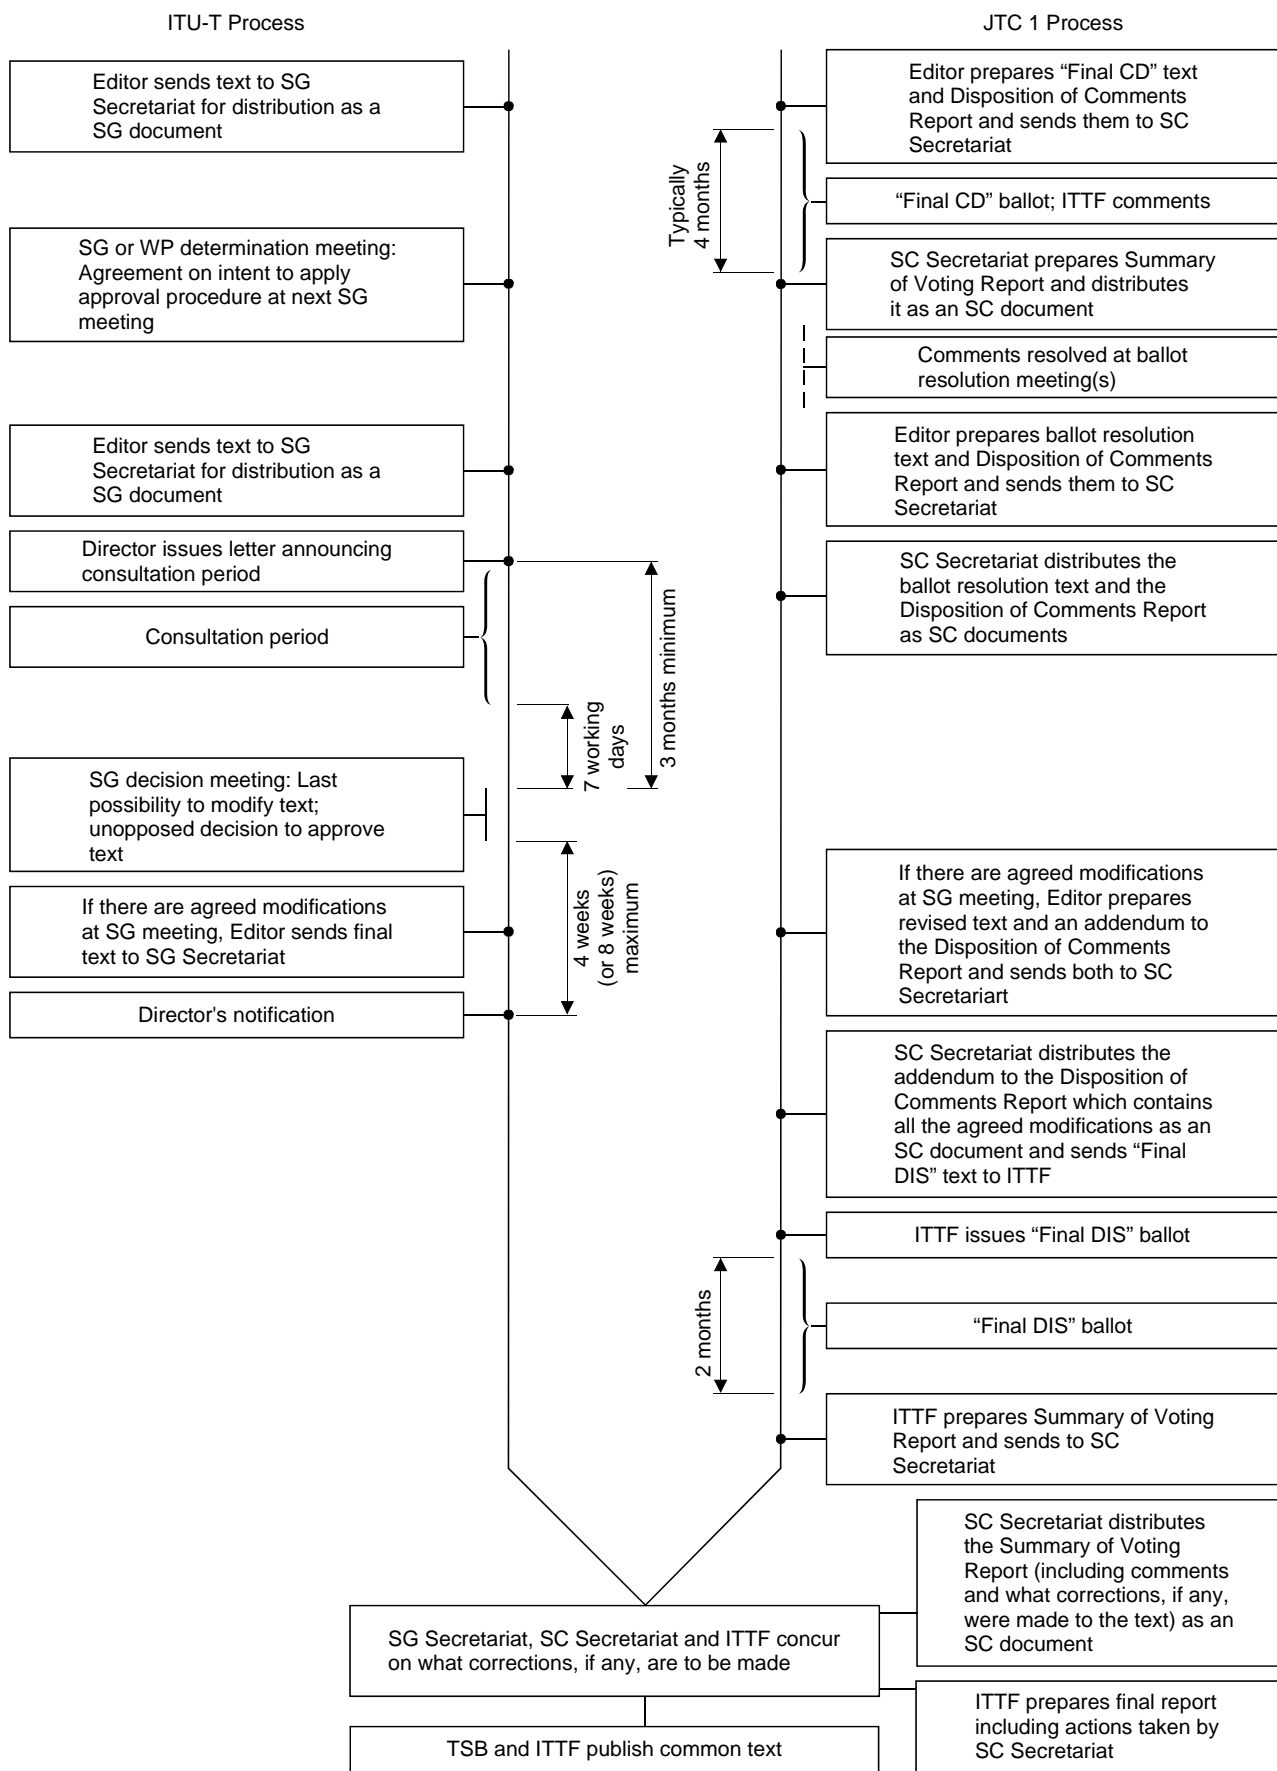 ITU-T Process
Editor sends text to SG
Secretariat for distribution as a
SG document
SG or WP determination meeting:
Agreement on intent to apply
approval procedure at next SG
meeting
Editor sends text to SG
Secretariat for distribution as a
SG document
Director issues letter announcing
consultation period
Consultation period
7 working
days
3 months minimum
SG decision meeting: Last
possibility to modify text;
unopposed decision to approve
text
If there are agreed modifications
at SG meeting, Editor sends final
text to SG Secretariat
4 weeks
(or 8 weeks)
maximum
Director's notification
JTC 1 Process
Editor prepares “Final CD” text
and Disposition of Comments
Report and sends them to SC
Secretariat
Typically
4 months
“Final CD” ballot; ITTF comments
SC Secretariat prepares Summary
of Voting Report and distributes
it as an SC document
Comments resolved at ballot
resolution meeting(s)
Editor prepares ballot resolution
text and Disposition of Comments
Report and sends them to SC
Secretariat
SC Secretariat distributes the
ballot resolution text and the
Disposition of Comments Report
as SC documents
If there are agreed modifications
at SG meeting, Editor prepares
revised text and an addendum to
the Disposition of Comments
Report and sends both to SC
Secretariart
SC Secretariat distributes the
addendum to the Disposition of
Comments Report which contains
all the agreed modifications as an
SC document and sends “Final
DIS” text to ITTF
ITTF issues “Final DIS” ballot
2 months
“Final DIS” ballot
ITTF prepares Summary of Voting
Report and sends to SC
Secretariat
SC Secretariat distributes
the Summary of Voting
Report (including comments
and what corrections, if any,
were made to the text) as an
SC document
SG Secretariat, SC Secretariat and ITTF concur
on what corrections, if any, are to be made
ITTF prepares final report
including actions taken by
SC Secretariat
TSB and ITTF publish common text